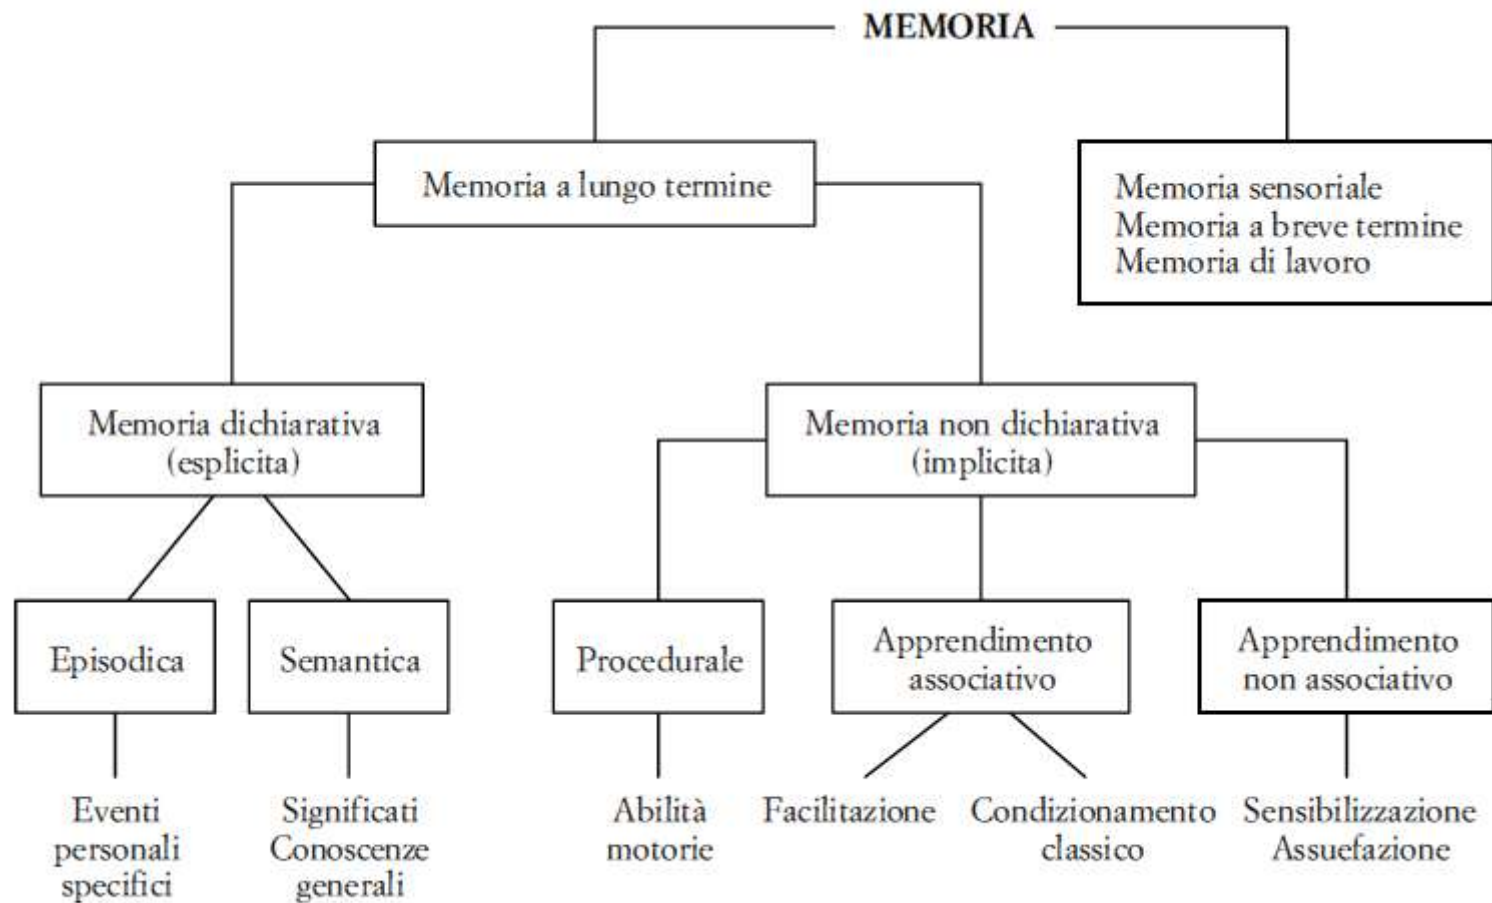 MEMORIA
Memoria a lungo termine
Memoria sensoriale
Memoria a breve termine
Memoria di lavoro
Memoria dichiarativa
(esplicita)
Memoria non dichiarativa
(implicita)
Episodica
Semantica
Procedurale
Apprendimento
associativo
Apprendimento
non associativo
Eventi
personali
specifici
Significati
Conoscenze
generali
Abilità
motorie
Facilitazione
Condizionamento
classico
Sensibilizzazione
Assuefazione